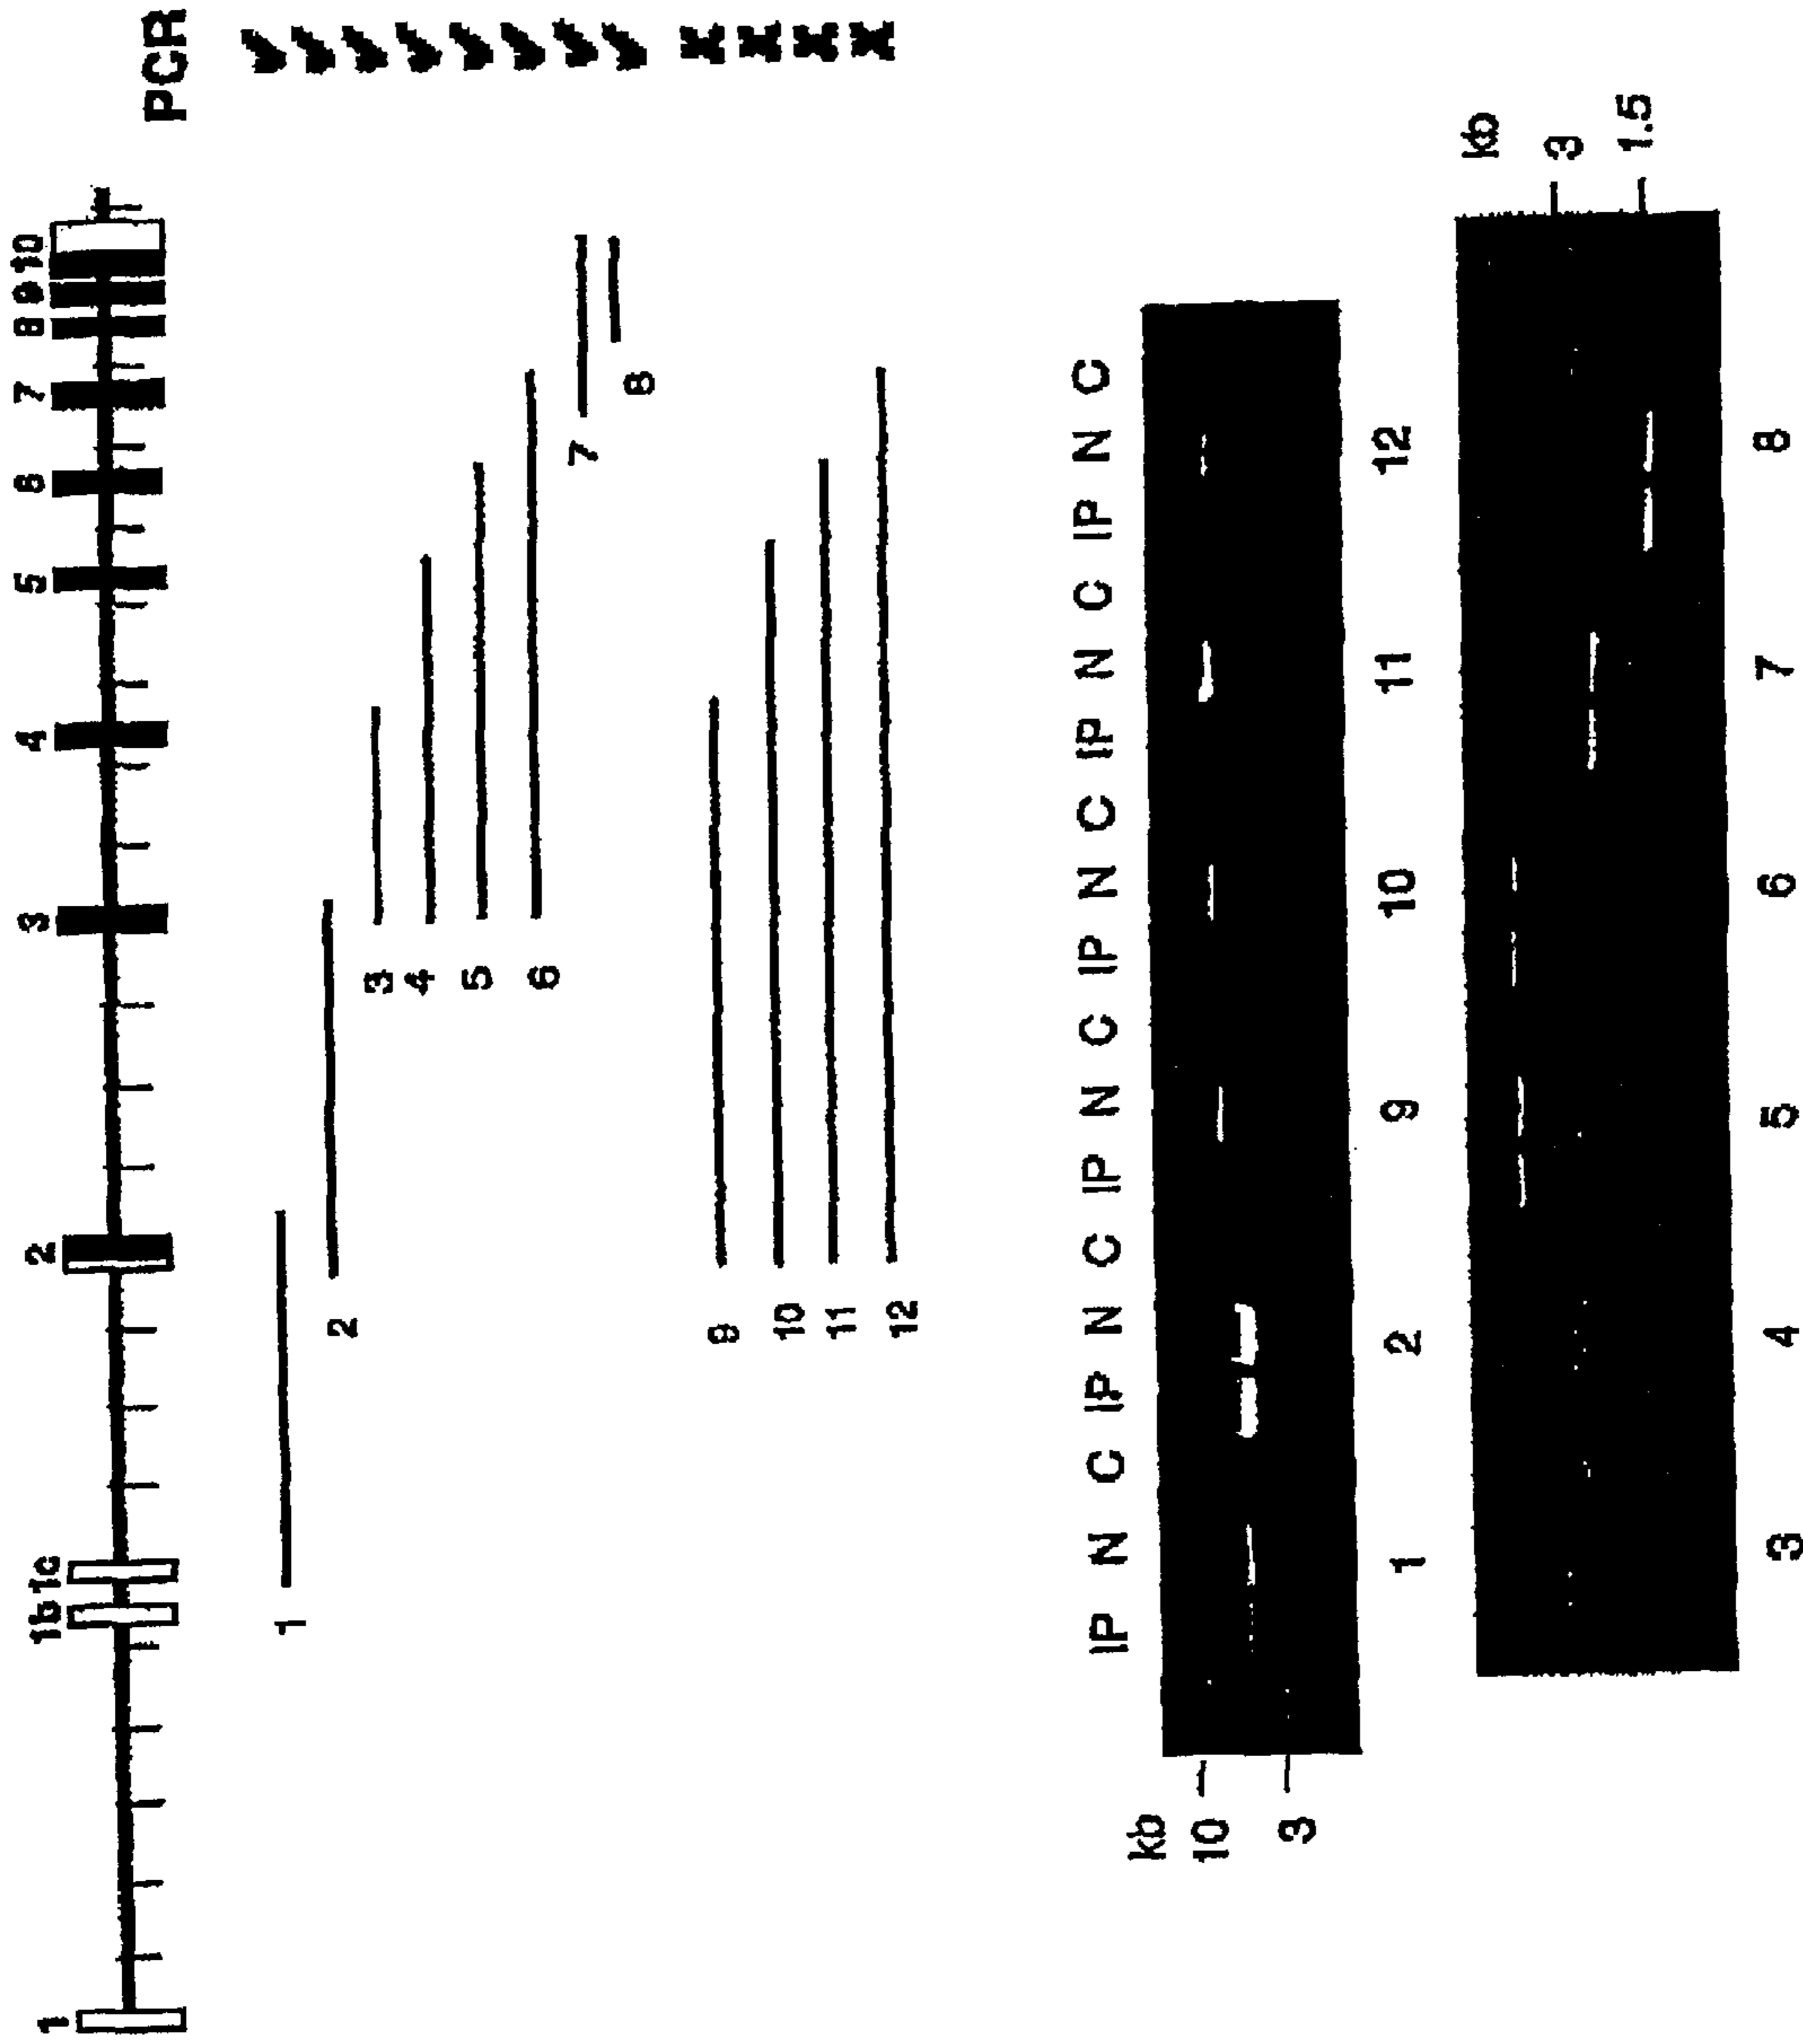 1 1b 1c 2 3 4 5 6 7 8 9 10
PCR
1 ✓
2 ✓
3 ✓
4 ✓
5 ✓
6 ✓
7 ✓
8 ✓
9 X
10 X
11 X
12 X
IP N C IP N C IP N C IP N C IP N C IP N C
kb
10
3
1 2 9 10 11 12
kb
3
1.5
3 4 5 6 7 8